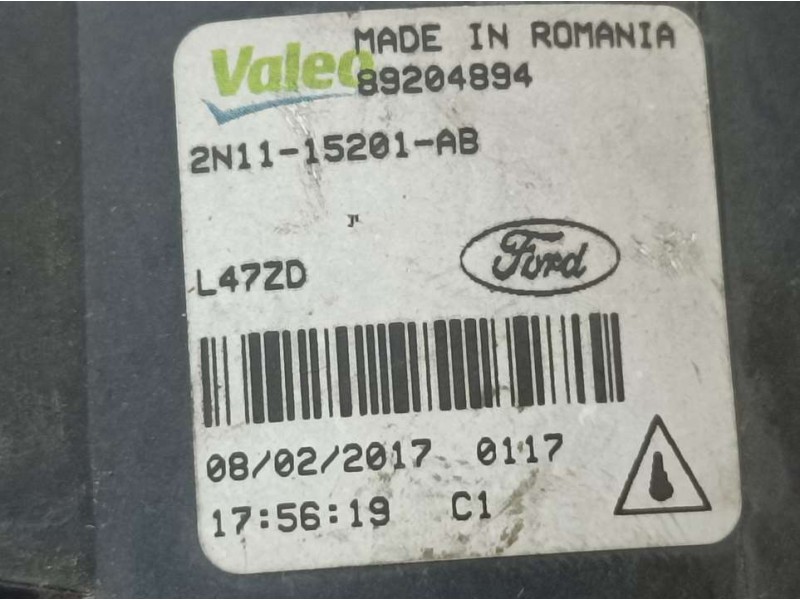 Valeo MADE IN ROMANIA
89204894
2N11-15201-AB
L47ZD Ford
08/02/2017 0117
17:56:19 C1